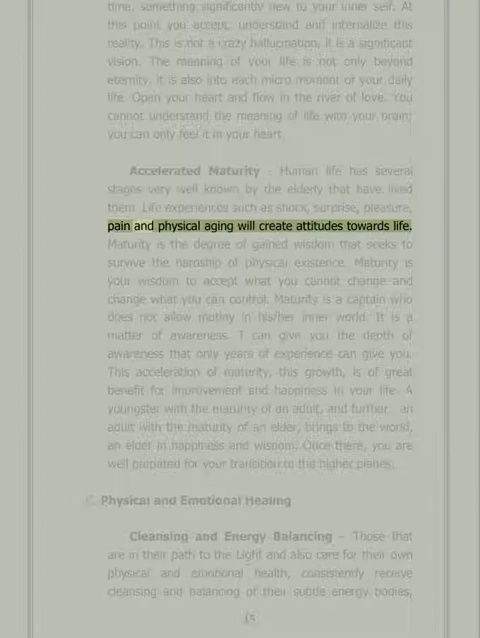 time, something significantly new to your inner self. At
this point you accept, understand and internalize this
reality. This is not a crazy hallucination, it is a significant
vision. The meaning of your life is not only beyond
eternity, it is also into each micro moment of your daily
life. Open your heart and flow in the river of love. You
cannot understand the meaning of life with your brain;
you can only feel it in your heart.
Accelerated Maturity - Human life has several
stages very well known by the elderly that have lived
them. Life experiences such as shock, surprise, pleasure,
pain and physical aging will create attitudes towards life.
Maturity is the degree of gained wisdom that seeks to
survive the hardship of physical existence. Maturity is
your wisdom to accept what you cannot change and
change what you can control. Maturity is a captain who
does not allow mutiny in his/her inner world. It is a
matter of awareness. I can give you the depth of
awareness that only years of experience can give you.
This acceleration of maturity, this growth, is of great
benefit for improvement and happiness in your life. A
youngster with the maturity of an adult, and further, an
adult with the maturity of an elder, brings to the world,
an elder in happiness and wisdom. Once there, you are
well prepared for your transition to the higher planes.
C. Physical and Emotional Healing
Cleansing and Energy Balancing – Those that
are in their path to the Light and also care for their own
physical and emotional health, consistently receive
cleansing and balancing of their subtle energy bodies,
15